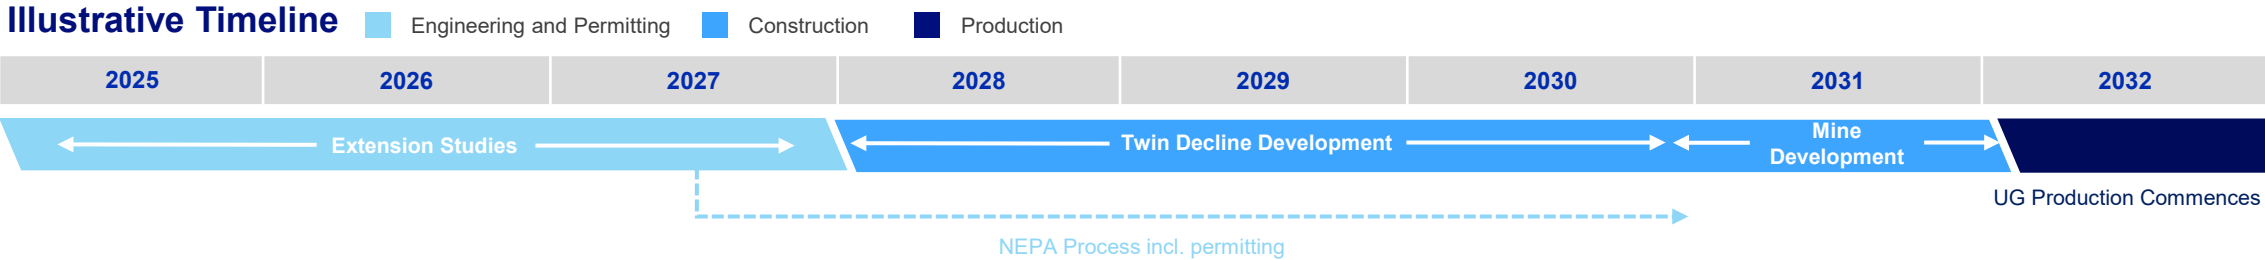 Illustrative Timeline
Engineering and Permitting
Construction
Production
2025 2026 2027 2028 2029 2030 2031 2032
Extension Studies
Twin Decline Development
Mine
Development
UG Production Commences
NEPA Process incl. permitting